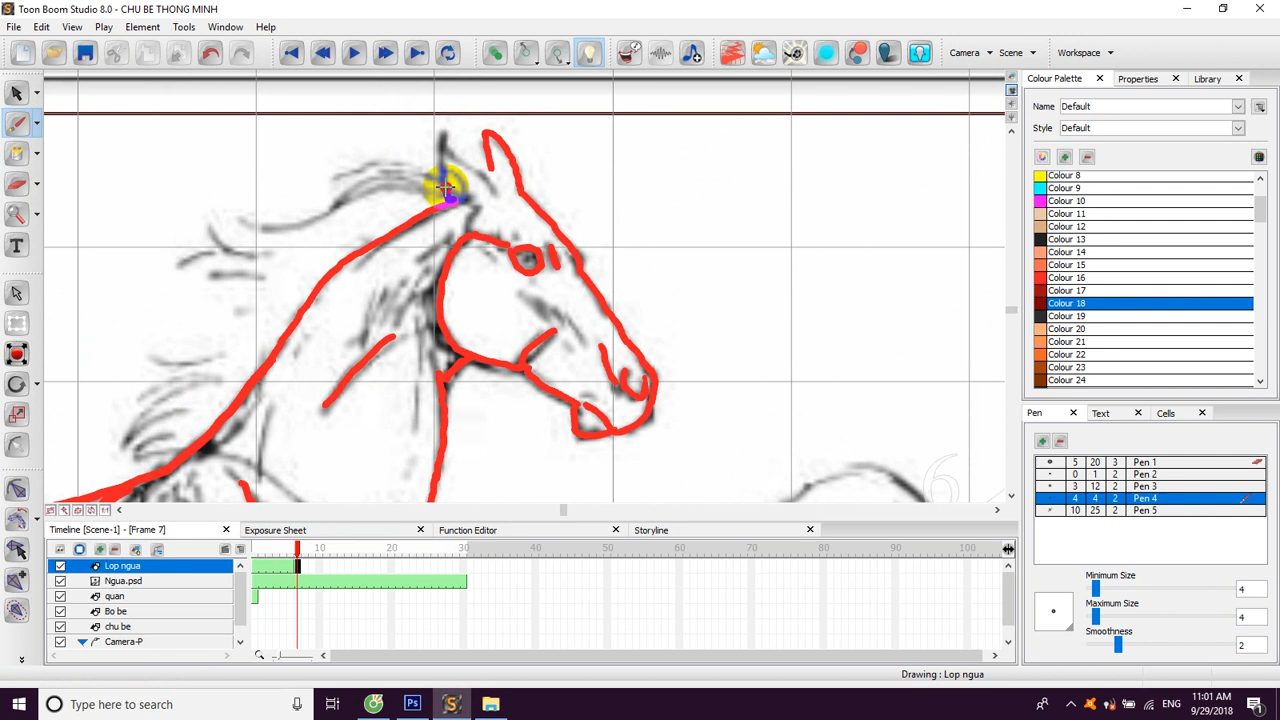 Toon Boom Studio 8.0 - CHU BE THONG MINH
File Edit View Play Element Tools Window Help
Camera Scene Workspace
Colour Palette Properties Library
Name Default
Style Default
Colour 8
Colour 9
Colour 10
Colour 11
Colour 12
Colour 13
Colour 14
Colour 15
Colour 16
Colour 17
Colour 18
Colour 19
Colour 20
Colour 21
Colour 22
Colour 23
Colour 24
T
Pen Text Cells
5 20 3 Pen 1
0 1 2 Pen 2
3 12 2 Pen 3
4 4 2 Pen 4
10 25 2 Pen 5
Minimum Size
4
Maximum Size
4
Smoothness
2
6
Timeline [Scene-1] - [Frame 7] Exposure Sheet Function Editor Storyline
10 20 30 40 50 60 70 80 90 100
Lop ngua
Ngua.psd
quan
Bo be
chu be
Camera-P
Drawing : Lop ngua
Type here to search
Ps
ENG
11:01 AM
9/29/2018